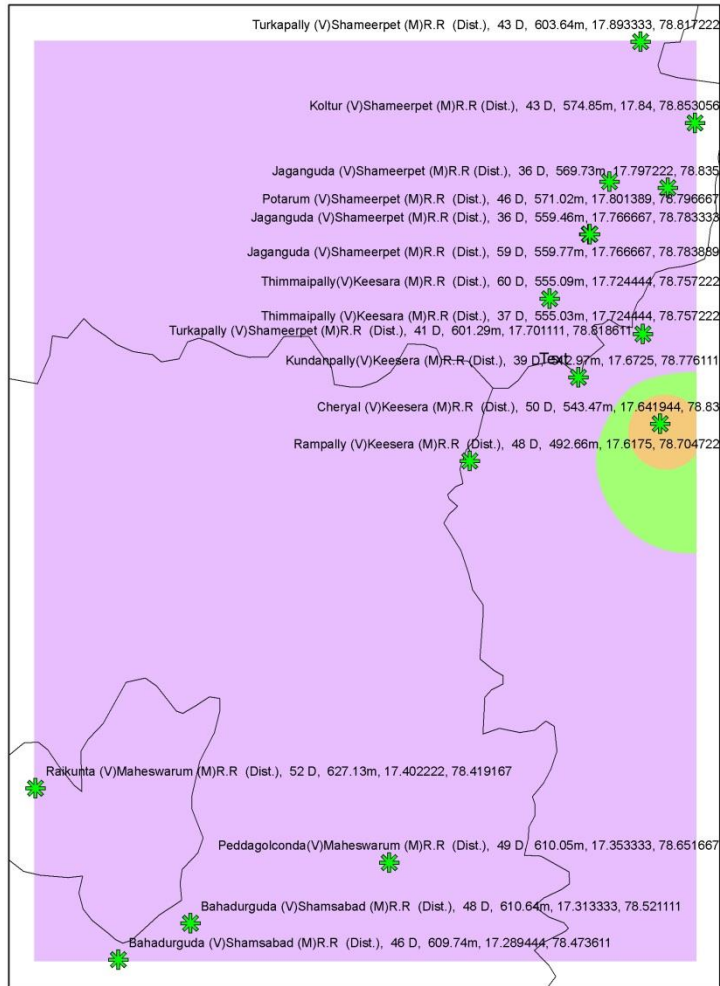 Turkapally (V)Shameerpet (M)R.R (Dist.), 43 D, 603.64m, 17.893333, 78.817222
Koltur (V)Shameerpet (M)R.R (Dist.), 43 D, 574.85m, 17.84, 78.853056
Jaganguda (V)Shameerpet (M)R.R (Dist.), 36 D, 569.73m, 17.797222, 78.835
Potarum (V)Shameerpet (M)R.R (Dist.), 46 D, 571.02m, 17.801389, 78.796667
Jaganguda (V)Shameerpet (M)R.R (Dist.), 36 D, 559.46m, 17.766667, 78.783333
Jaganguda (V)Shameerpet (M)R.R (Dist.), 59 D, 559.77m, 17.766667, 78.783889
Thimmaipally(V)Keesara (M)R.R (Dist.), 60 D, 555.09m, 17.724444, 78.757222
Thimmaipally(V)Keesara (M)R.R (Dist.), 37 D, 555.03m, 17.724444, 78.757222
Turkapally (V)Shameerpet (M)R.R (Dist.), 41 D, 601.29m, 17.701111, 78.818611
Text
Kundanpally(V)Keesera (M)R.R (Dist.), 39 D, 17.6725, 78.776111
Cheryal (V)Keesera (M)R.R (Dist.), 50 D, 543.47m, 17.641944, 78.83
Rampally (V)Keesera (M)R.R (Dist.), 48 D, 492.66m, 17.6175, 78.704722
Raikunta (V)Maheswarum (M)R.R (Dist.), 52 D, 627.13m, 17.402222, 78.419167
Peddagolconda(V)Maheswarum (M)R.R (Dist.), 49 D, 610.05m, 17.353333, 78.651667
Bahadurguda (V)Shamsabad (M)R.R (Dist.), 48 D, 610.64m, 17.313333, 78.521111
Bahadurguda (V)Shamsabad (M)R.R (Dist.), 46 D, 609.74m, 17.289444, 78.473611